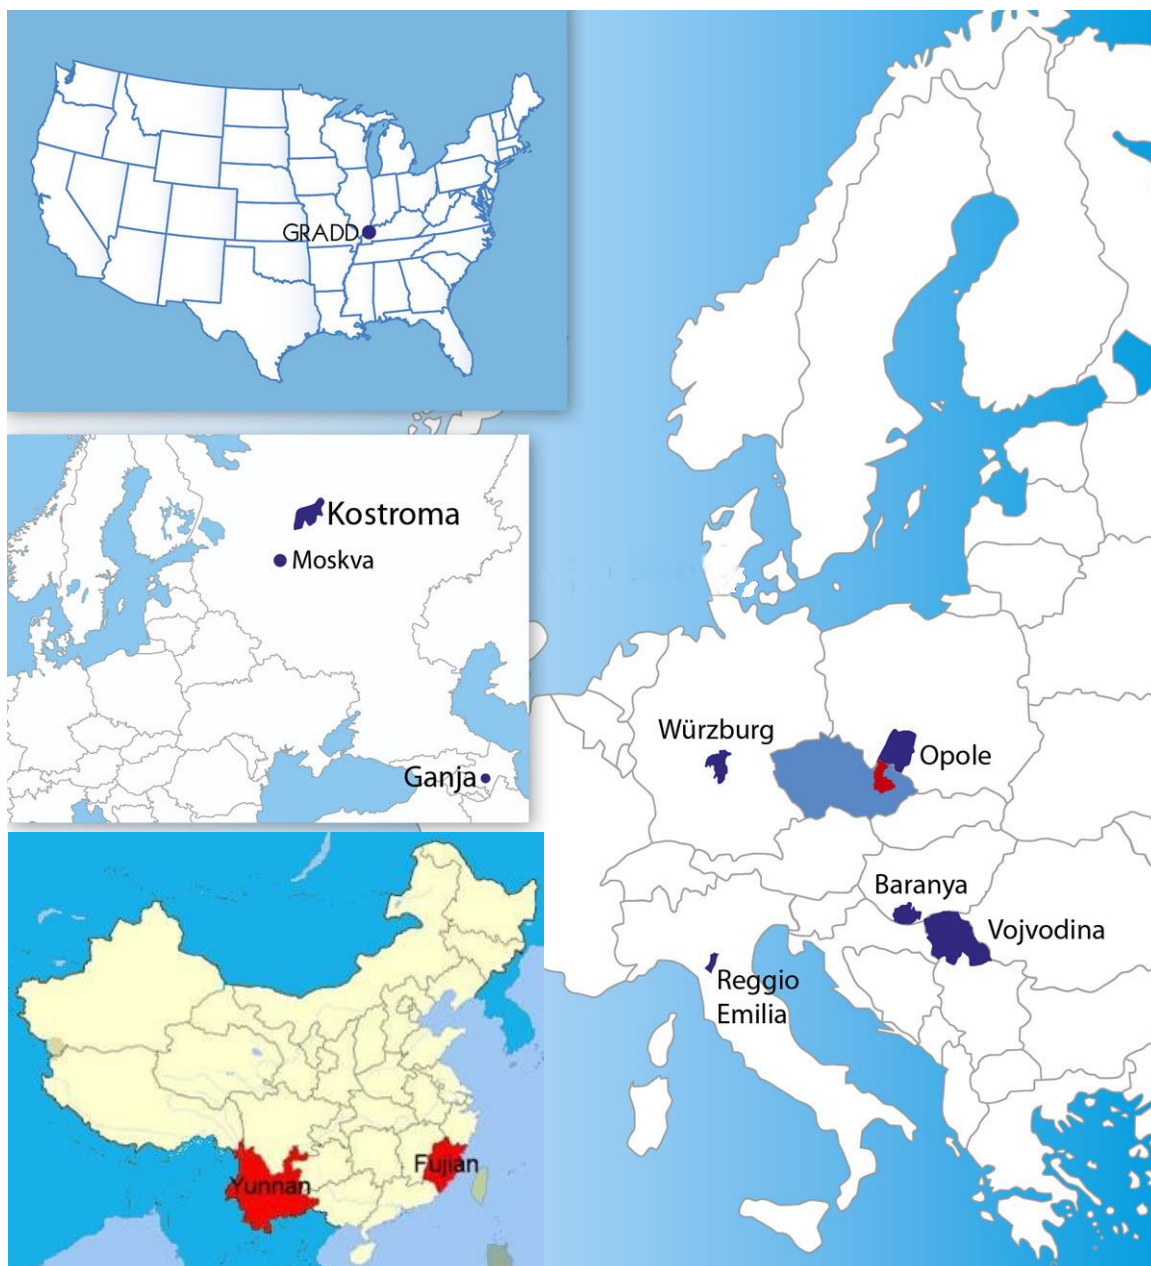 GRADD
Kostroma
Moskva
Ganja
Yunnan
Fujian
Würzburg
Opole
Baranya
Vojvodina
Reggio
Emilia